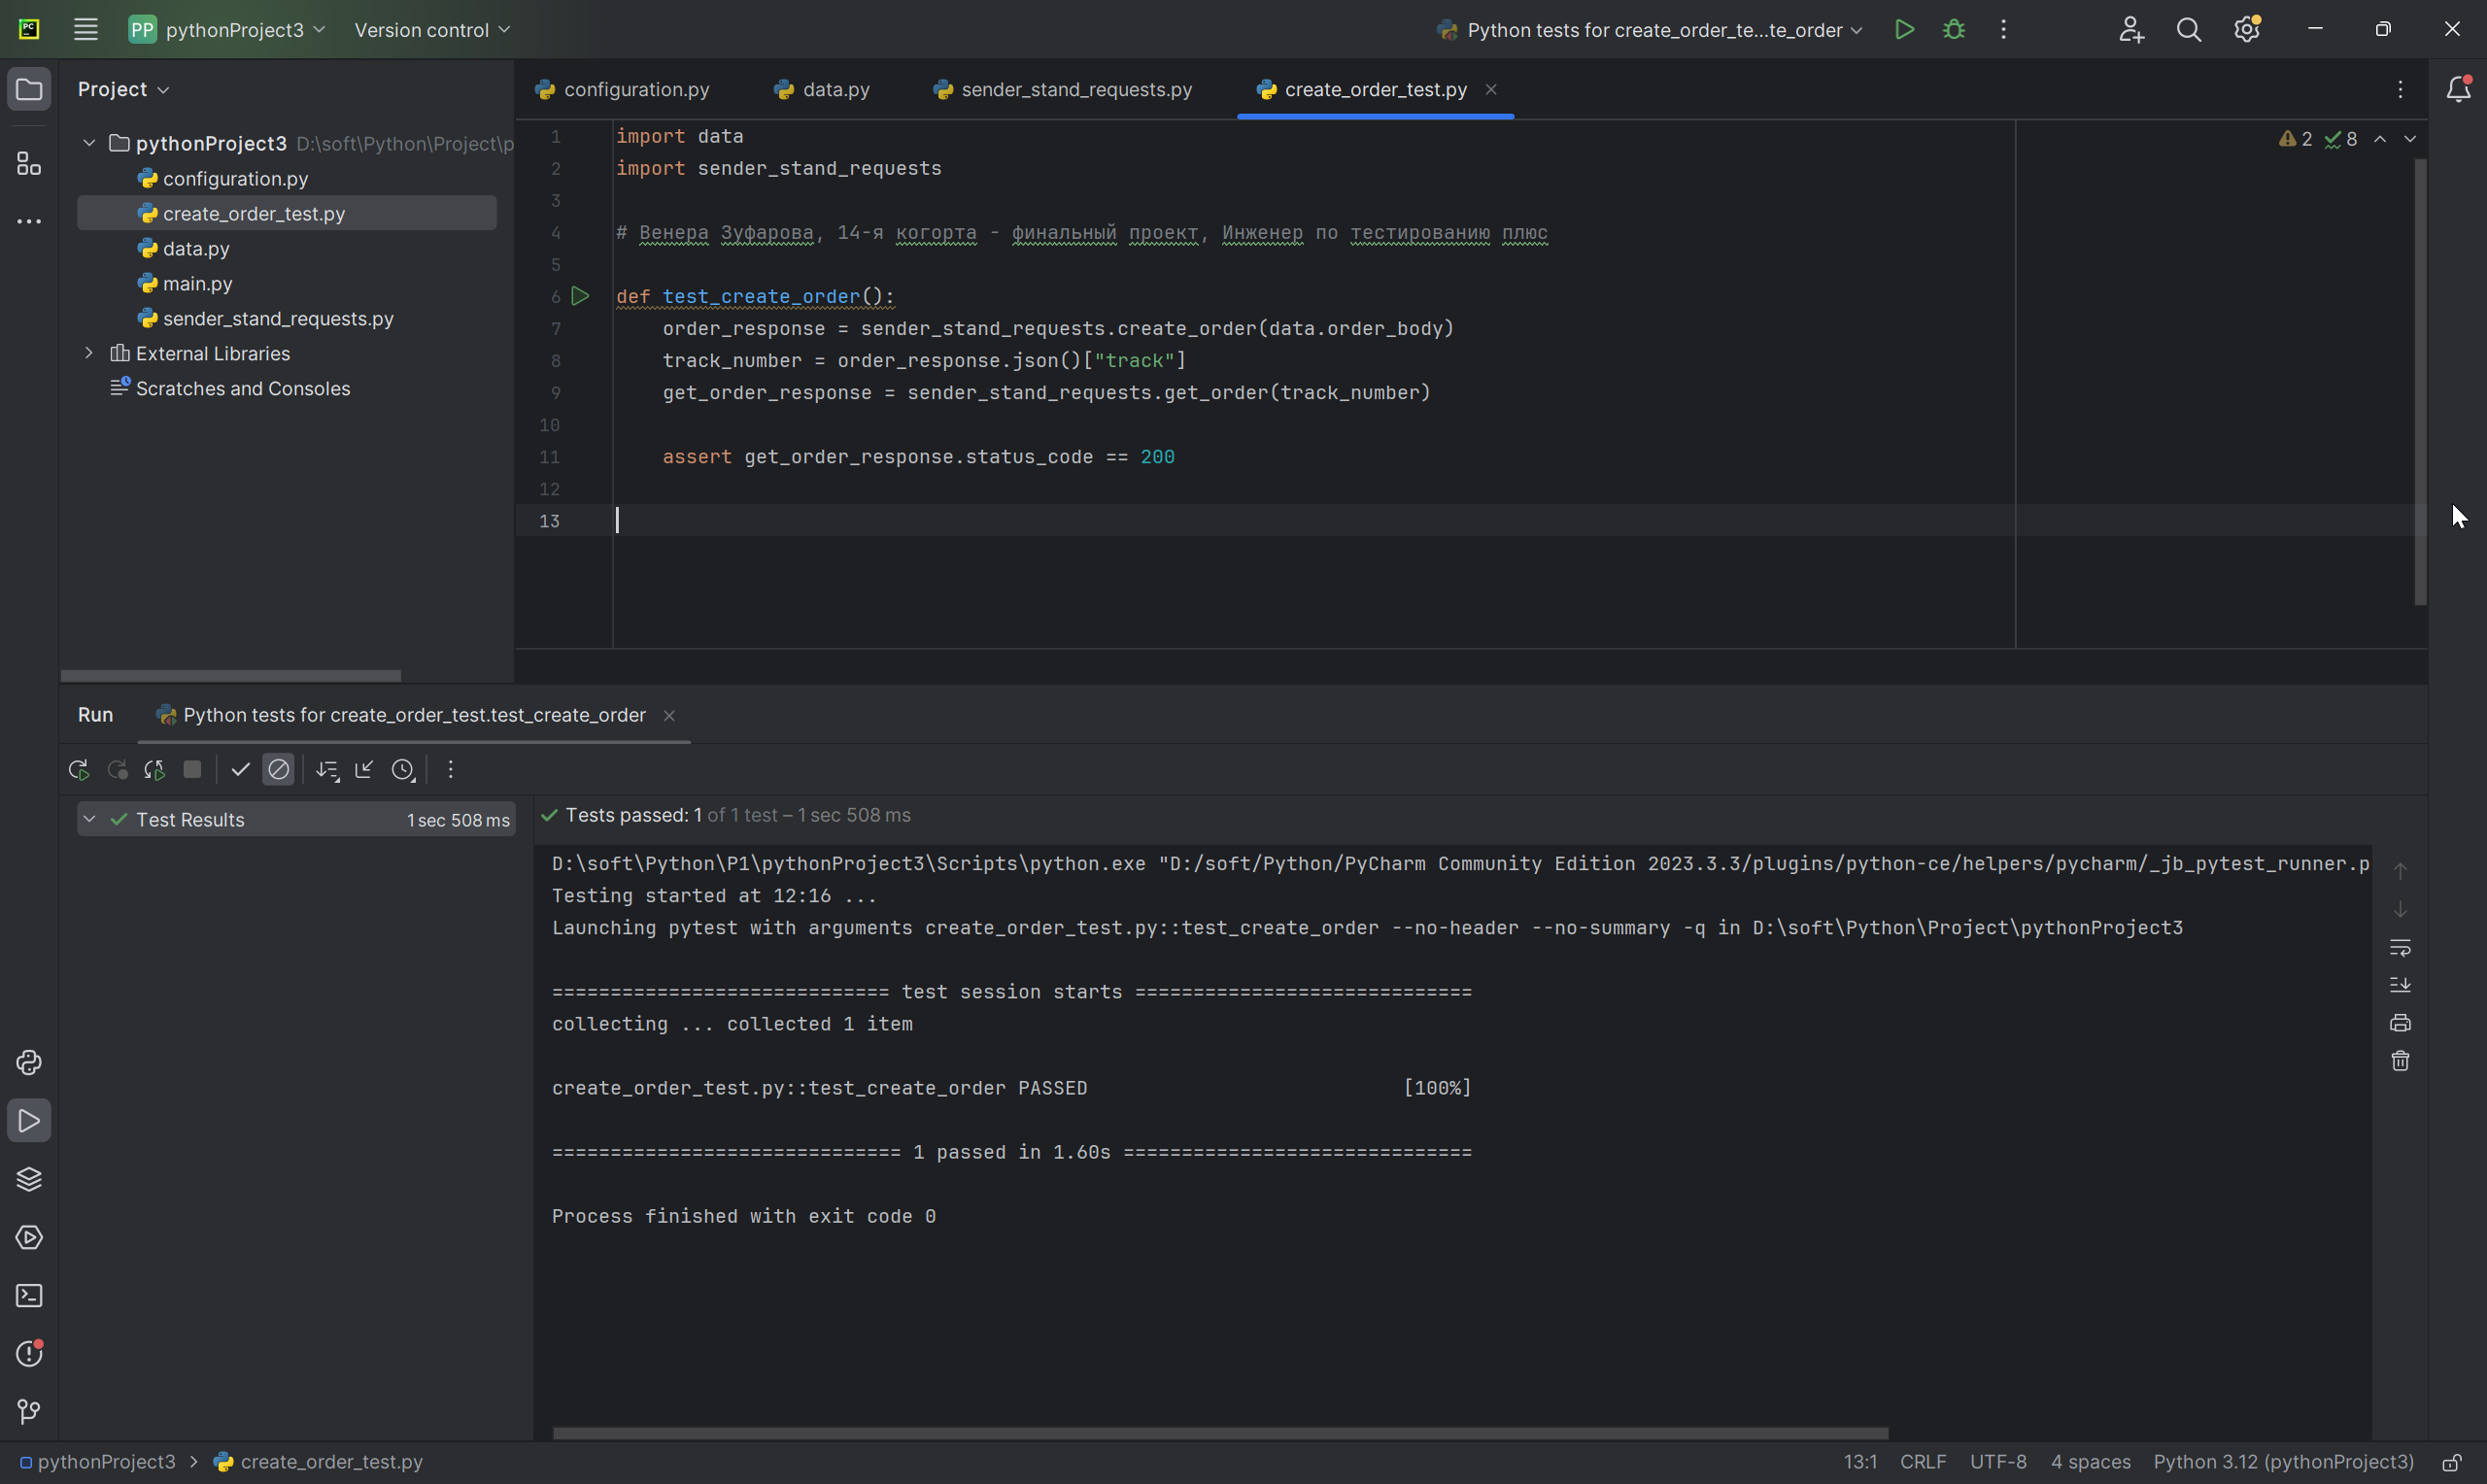 PC
PP pythonProject3
Version control
Python tests for create_order_te...te_order
Project
configuration.py
data.py
sender_stand_requests.py
create_order_test.py
pythonProject3 D:\soft\Python\Project\p
configuration.py
create_order_test.py
data.py
main.py
sender_stand_requests.py
External Libraries
Scratches and Consoles
2 8
1 import data
2 import sender_stand_requests
3
4 # Венера Зуфарова, 14-я когорта - финальный проект, Инженер по тестированию плюс
5
6 def test_create_order():
7 order_response = sender_stand_requests.create_order(data.order_body)
8 track_number = order_response.json()["track"]
9 get_order_response = sender_stand_requests.get_order(track_number)
10
11 assert get_order_response.status_code == 200
12
13
Run
Python tests for create_order_test.test_create_order
Test Results 1 sec 508 ms
Tests passed: 1 of 1 test – 1 sec 508 ms
D:\soft\Python\P1\pythonProject3\Scripts\python.exe "D:/soft/Python/PyCharm Community Edition 2023.3.3/plugins/python-ce/helpers/pycharm/_jb_pytest_runner.p
Testing started at 12:16 ...
Launching pytest with arguments create_order_test.py::test_create_order --no-header --no-summary -q in D:\soft\Python\Project\pythonProject3
============================= test session starts =============================
collecting ... collected 1 item
create_order_test.py::test_create_order PASSED [100%]
============================== 1 passed in 1.60s ==============================
Process finished with exit code 0
pythonProject3 > create_order_test.py
13:1 CRLF UTF-8 4 spaces Python 3.12 (pythonProject3)